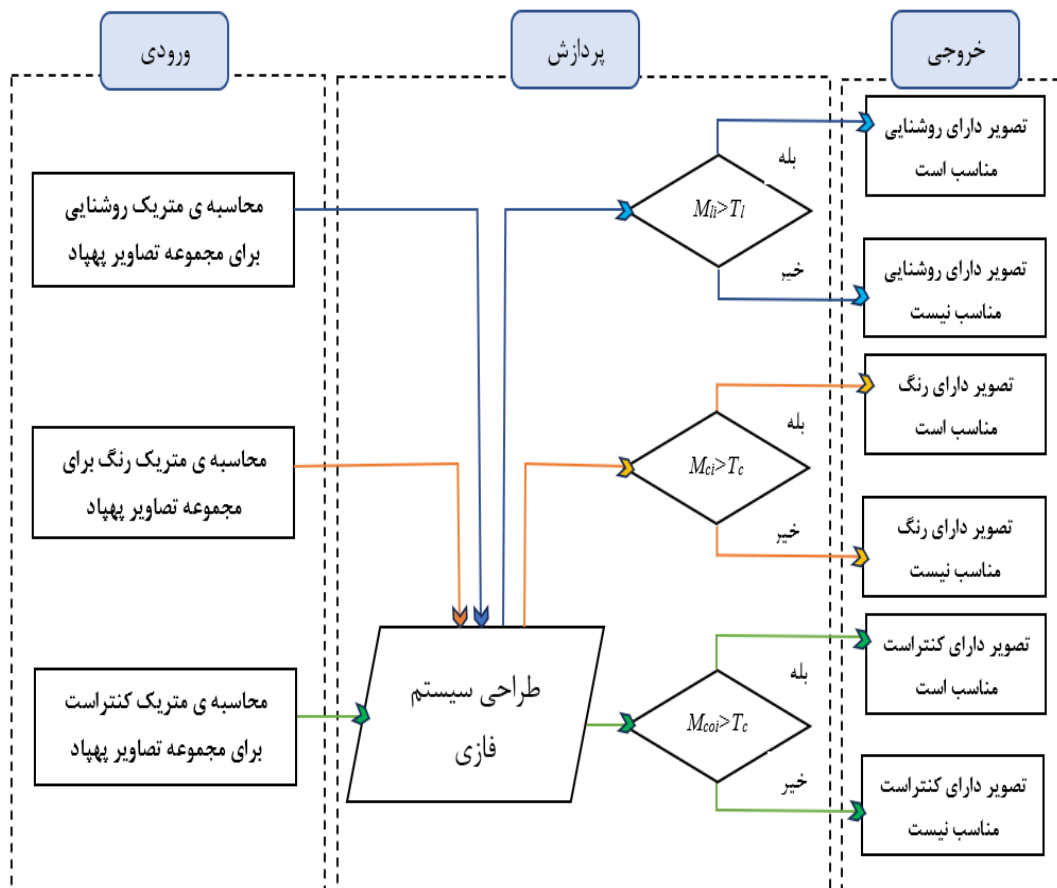 ورودی
محاسبه ی متریک روشنایی
برای مجموعه تصاویر پهپاد
محاسبه ی متریک رنگ برای
مجموعه تصاویر پهپاد
محاسبه ی متریک کنتراست
برای مجموعه تصاویر پهپاد
پردازش
طراحی سیستم
فازی
بله
Mli>Tl
خیر
بله
Mci>Tc
خیر
بله
Mcoi>Tc
خیر
خروجی
تصویر دارای روشنایی
مناسب است
تصویر دارای روشنایی
مناسب نیست
تصویر دارای رنگ
مناسب است
تصویر دارای رنگ
مناسب نیست
تصویر دارای کنتراست
مناسب است
تصویر دارای کنتراست
مناسب نیست